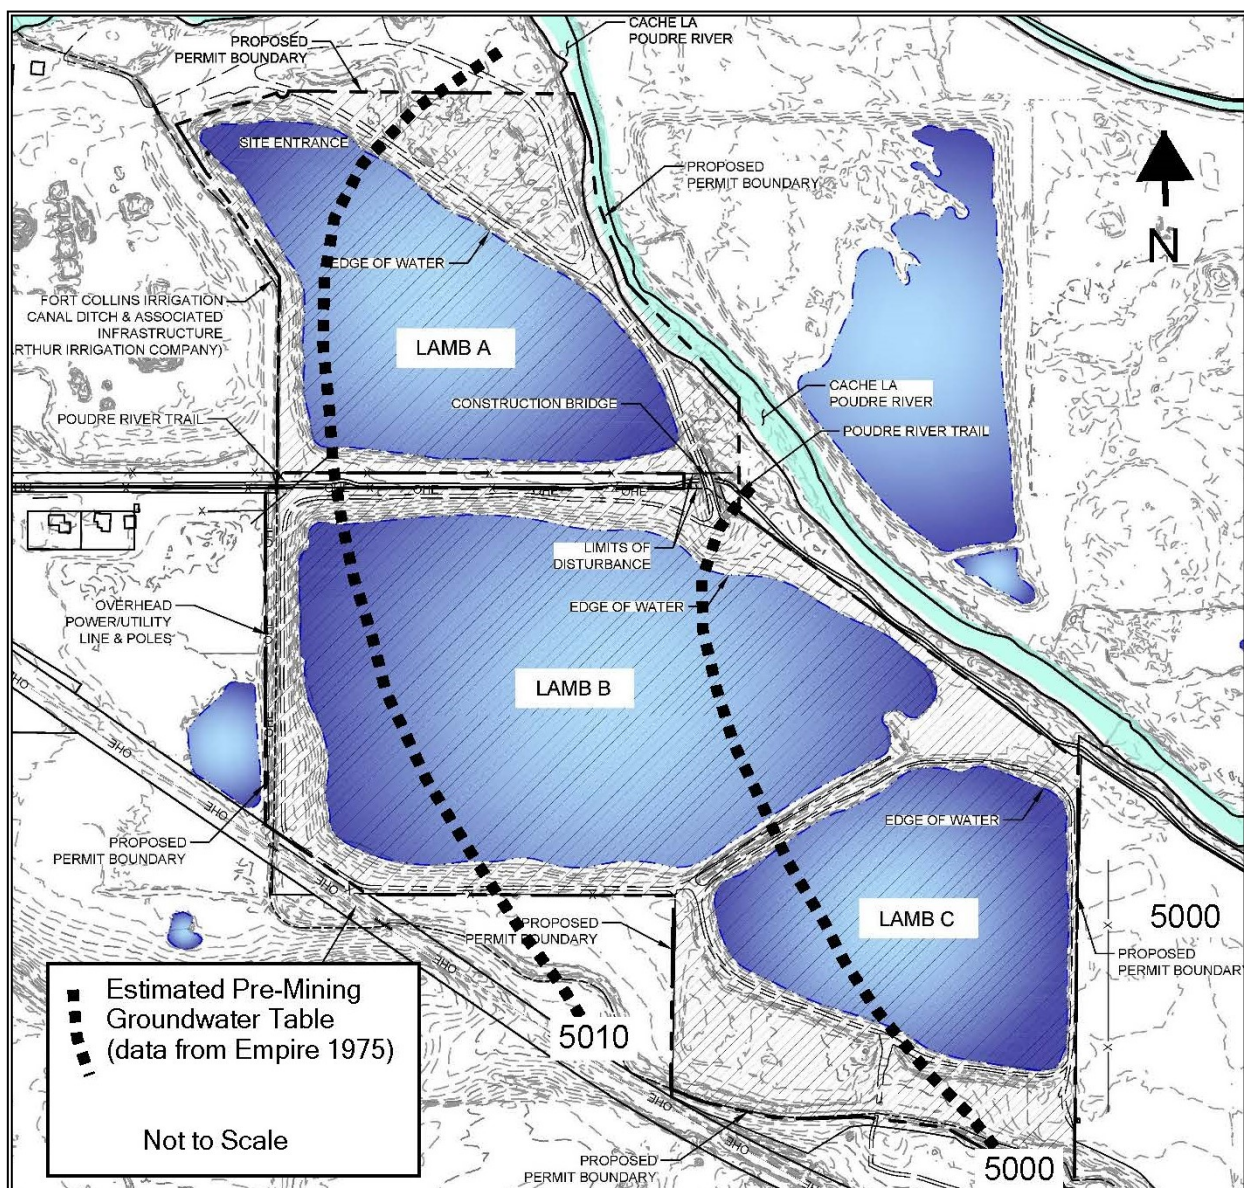 CACHE LA
POUDRE RIVER
PROPOSED
PERMIT BOUNDARY
SITE ENTRANCE
PROPOSED
PERMIT BOUNDARY
N
EDGE OF WATER
FORT COLLINS IRRIGATION
CANAL DITCH & ASSOCIATED
INFRASTRUCTURE
ARTHUR IRRIGATION COMPANY)
LAMB A
CACHE LA
POUDRE RIVER
CONSTRUCTION BRIDGE
POUDRE RIVER TRAIL
POUDRE RIVER TRAIL
OHE
OHE
OHE
LIMITS OF
DISTURBANCE
EDGE OF WATER
OVERHEAD
POWER/UTILITY
LINE & POLES
LAMB B
OHE
OHE
OHE
OHE
OHE
OHE
OHE
OHE
EDGE OF WATER
PROPOSED
PERMIT BOUNDARY
LAMB C
5000
PROPOSED
PERMIT BOUNDARY
PROPOSED
PERMIT BOUNDARY
5010
Estimated Pre-Mining
Groundwater Table
(data from Empire 1975)
Not to Scale
PROPOSED
PERMIT BOUNDARY
5000